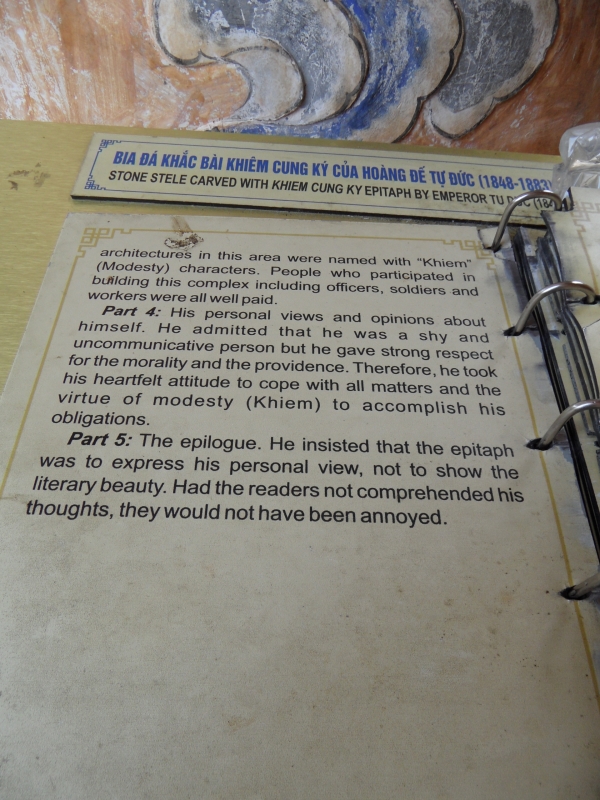 BIA ĐÁ KHẮC BÀI KHIÊM CUNG KÝ CỦA HOÀNG ĐẾ TỰ ĐỨC (1848-1883)
STONE STELE CARVED WITH KHIEM CUNG KY EPITAPH BY EMPEROR TU DUC
architectures in this area were named with "Khiem"
(Modesty) characters. People who participated in
building this complex including officers, soldiers and
workers were all well paid.
Part 4: His personal views and opinions about
himself. He admitted that he was a shy and
uncommunicative person but he gave strong respect
for the morality and the providence. Therefore, he took
his heartfelt attitude to cope with all matters and the
virtue of modesty (Khiem) to accomplish his
obligations.
Part 5: The epilogue. He insisted that the epitaph
was to express his personal view, not to show the
literary beauty. Had the readers not comprehended his
thoughts, they would not have been annoyed.